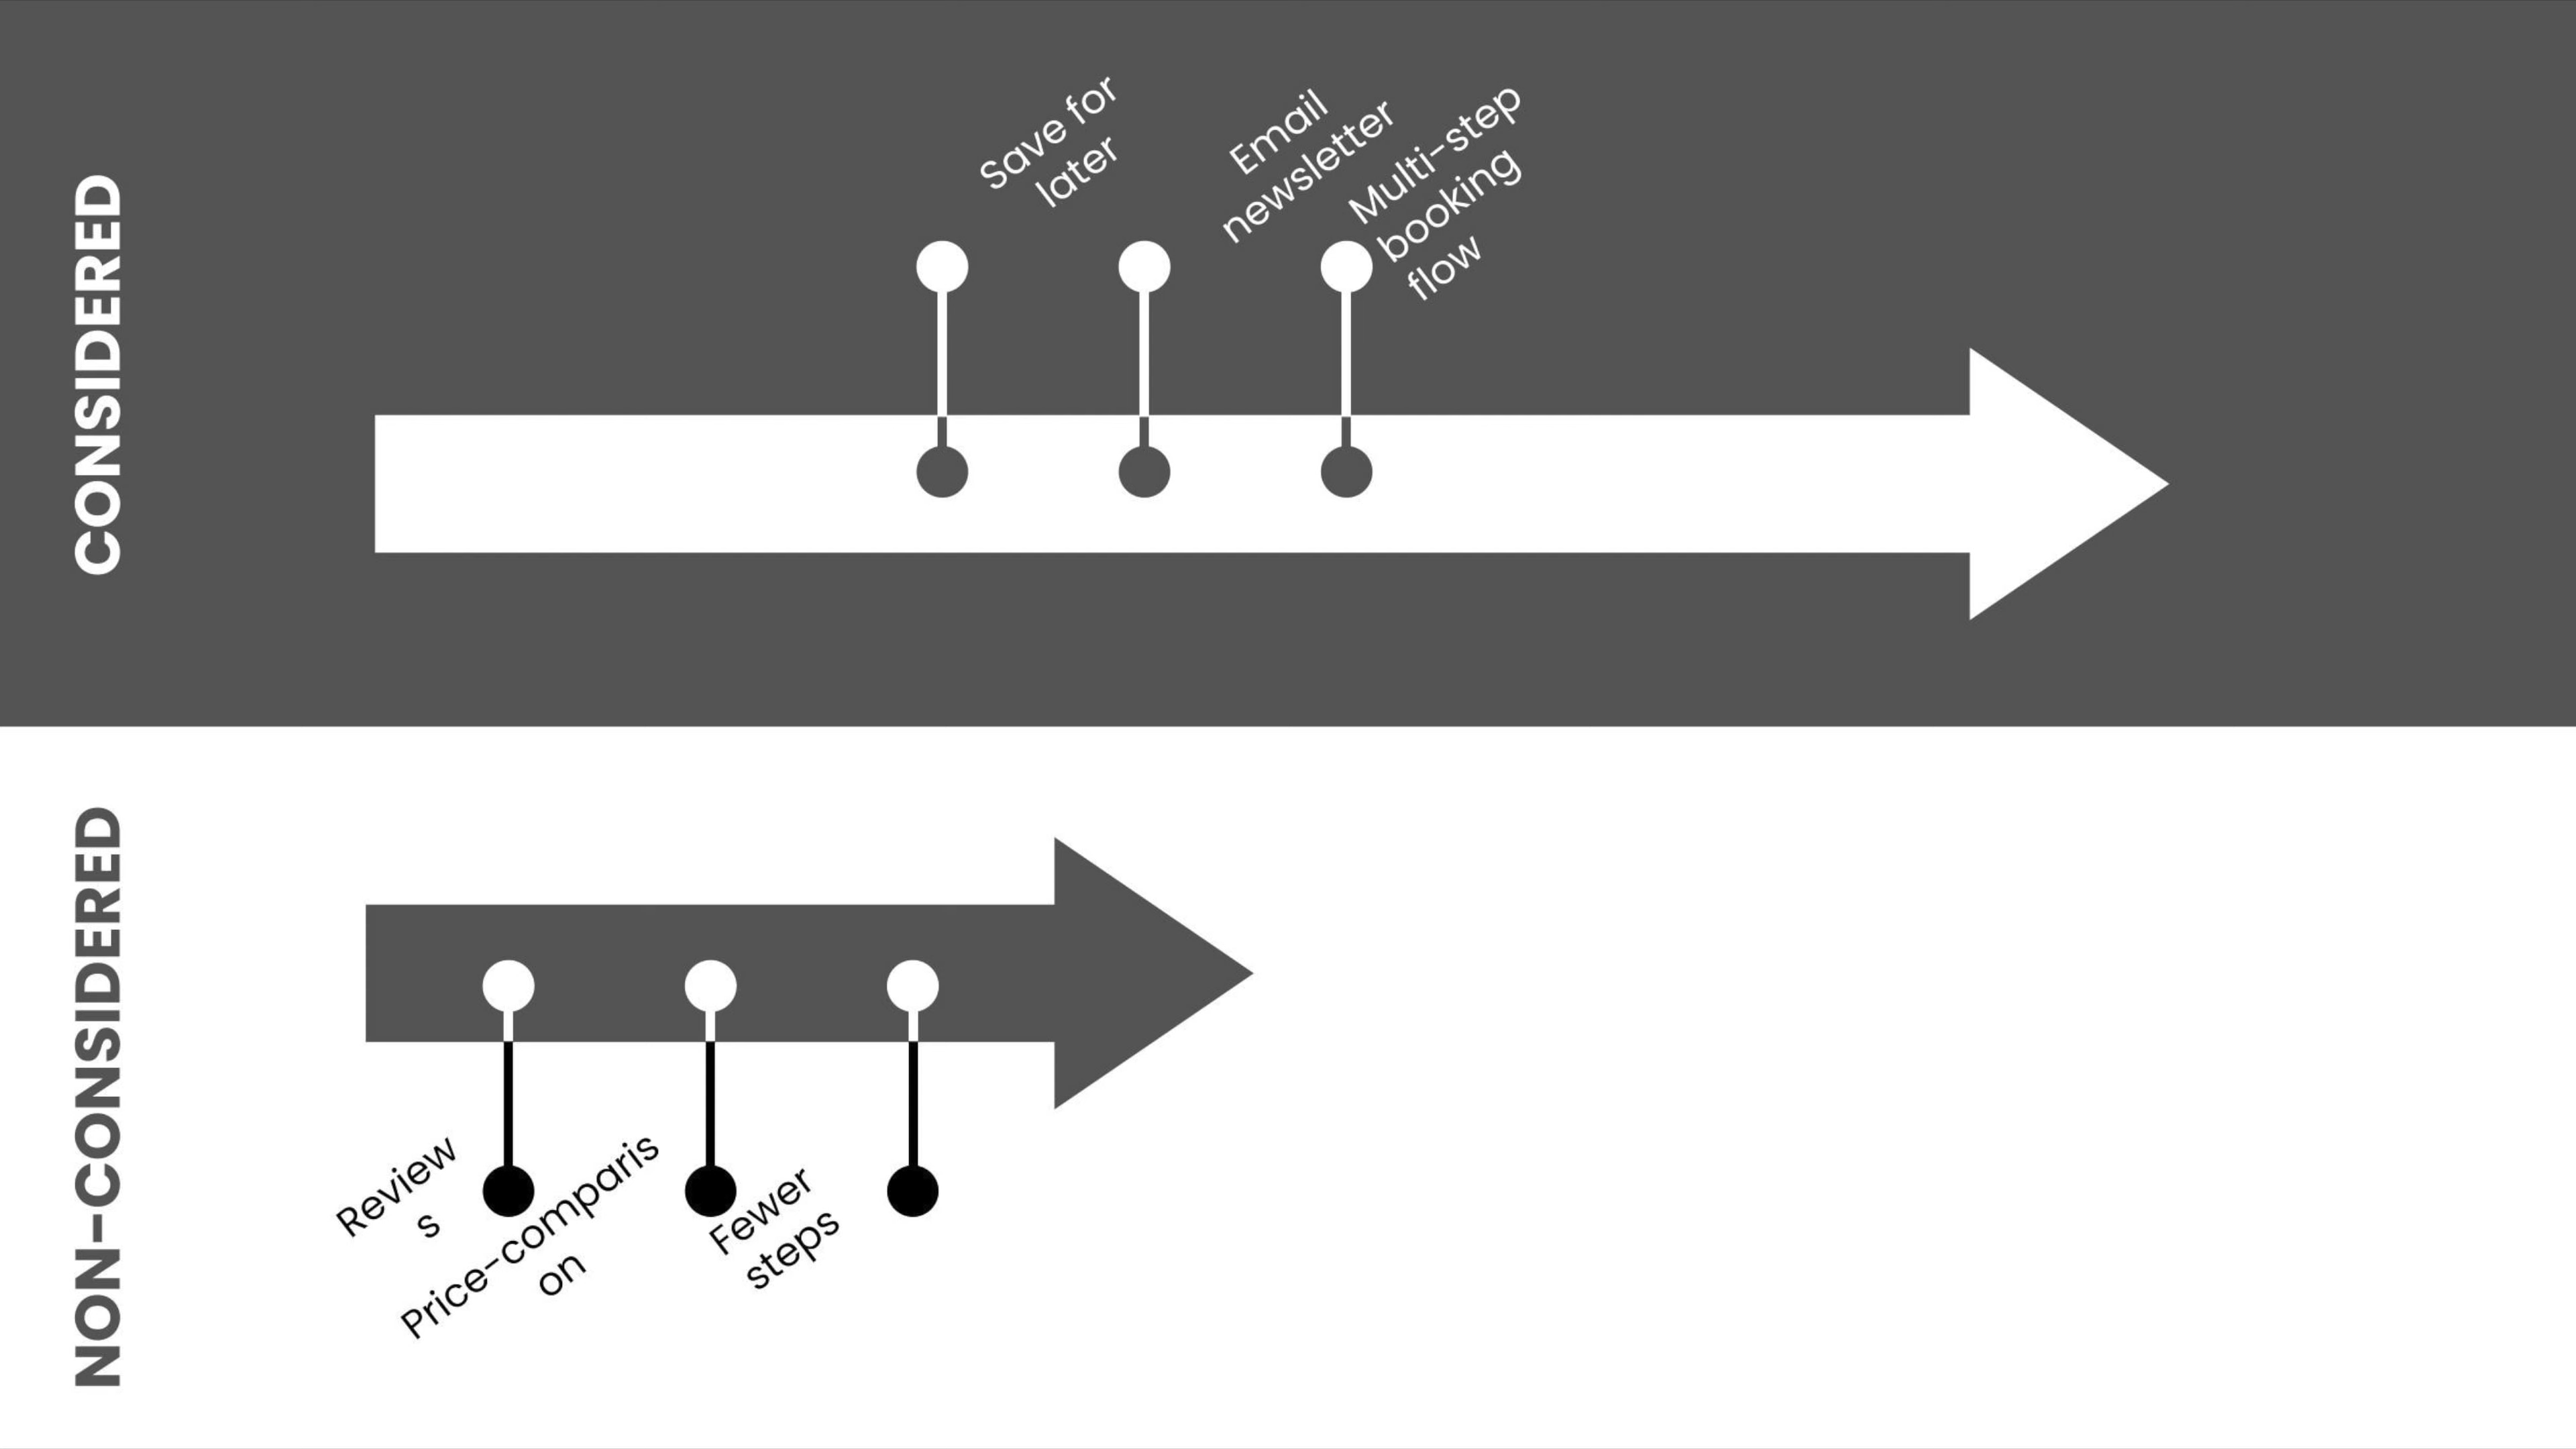 CONSIDERED
Save for
later
Email
newsletter
Multi-step
booking
flow
NON-CONSIDERED
Review
s
Price-comparis
on
Fewer
steps